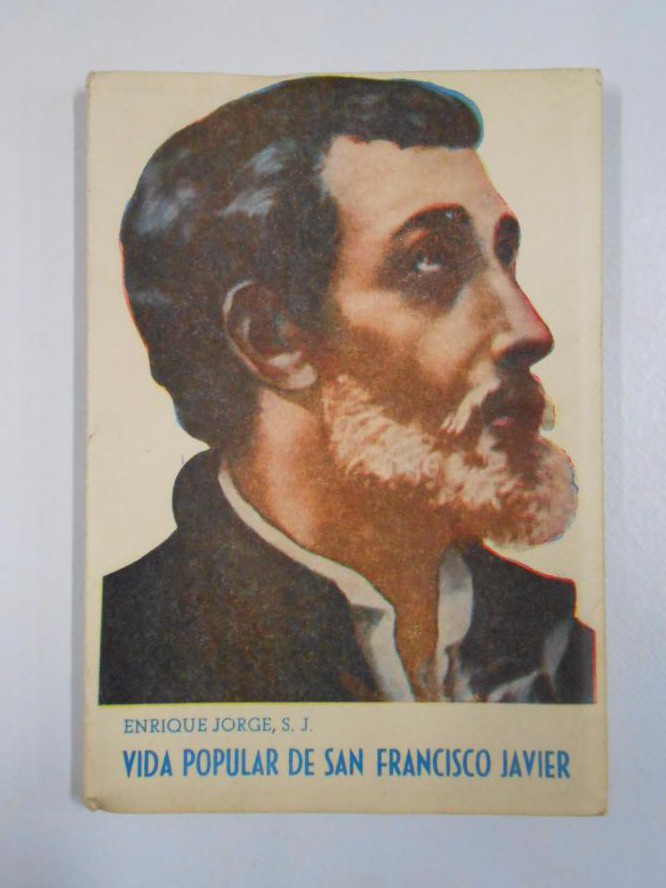 ENRIQUE JORGE, S. J.
VIDA POPULAR DE SAN FRANCISCO JAVIER